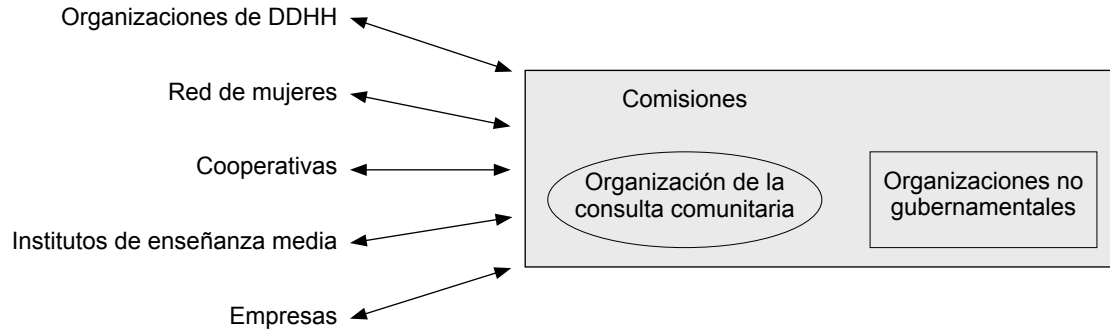 Organizaciones de DDHH
Red de mujeres
Cooperativas
Institutos de enseñanza media
Empresas
Comisiones
Organización de la
consulta comunitaria
Organizaciones no
gubernamentales